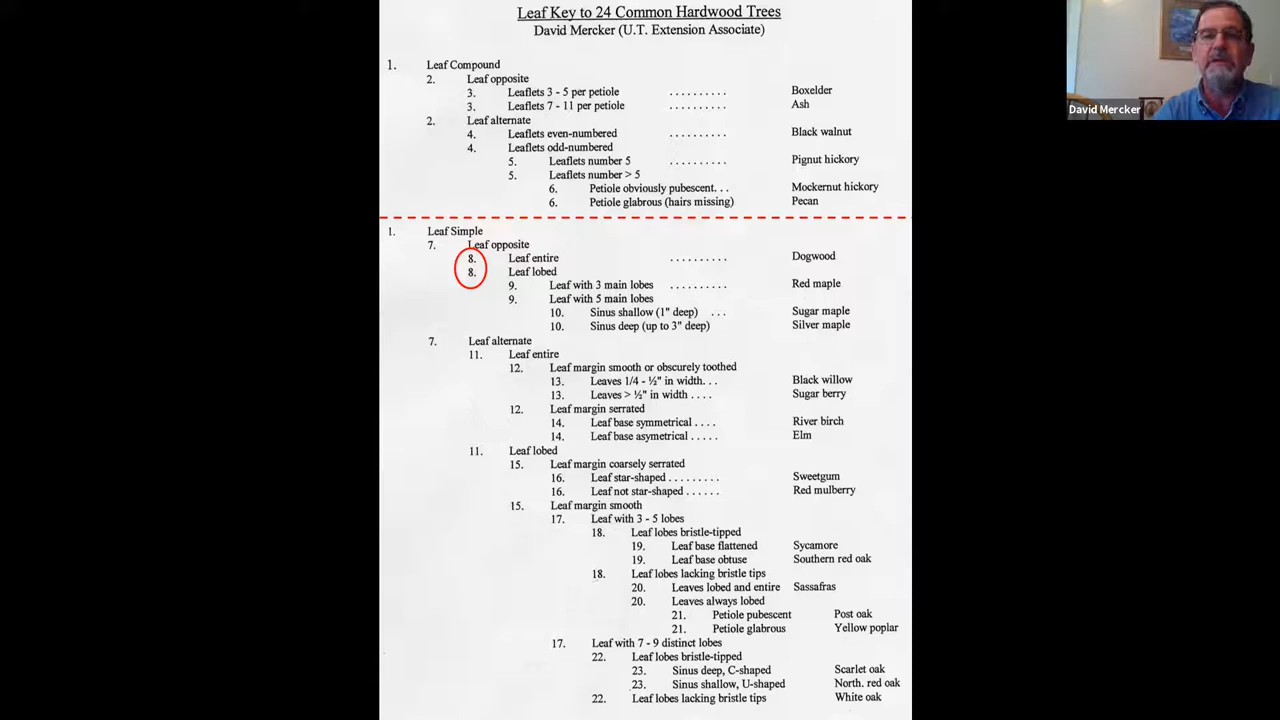 Leaf Key to 24 Common Hardwood Trees
David Mercker (U.T. Extension Associate)
David Mercker
1. Leaf Compound
2. Leaf opposite
3. Leaflets 3 - 5 per petiole .......... Boxelder
3. Leaflets 7 - 11 per petiole .......... Ash
2. Leaf alternate
4. Leaflets even-numbered .......... Black walnut
4. Leaflets odd-numbered
5. Leaflets number 5 .......... Pignut hickory
5. Leaflets number > 5
6. Petiole obviously pubescent. . . Mockernut hickory
6. Petiole glabrous (hairs missing) Pecan
1. Leaf Simple
7. Leaf opposite
8. Leaf entire .......... Dogwood
8. Leaf lobed
9. Leaf with 3 main lobes .......... Red maple
9. Leaf with 5 main lobes
10. Sinus shallow (1" deep) . . . Sugar maple
10. Sinus deep (up to 3" deep) Silver maple
7. Leaf alternate
11. Leaf entire
12. Leaf margin smooth or obscurely toothed
13. Leaves 1/4 - ½" in width. . . Black willow
13. Leaves > ½" in width . . . . Sugar berry
12. Leaf margin serrated
14. Leaf base symmetrical . . . . River birch
14. Leaf base asymetrical . . . . . Elm
11. Leaf lobed
15. Leaf margin coarsely serrated
16. Leaf star-shaped . . . . . . . . . Sweetgum
16. Leaf not star-shaped . . . . . . Red mulberry
15. Leaf margin smooth
17. Leaf with 3 - 5 lobes
18. Leaf lobes bristle-tipped
19. Leaf base flattened Sycamore
19. Leaf base obtuse Southern red oak
18. Leaf lobes lacking bristle tips
20. Leaves lobed and entire Sassafras
20. Leaves always lobed
21. Petiole pubescent Post oak
21. Petiole glabrous Yellow poplar
17. Leaf with 7 - 9 distinct lobes
22. Leaf lobes bristle-tipped
23. Sinus deep, C-shaped Scarlet oak
23. Sinus shallow, U-shaped North. red oak
22. Leaf lobes lacking bristle tips White oak